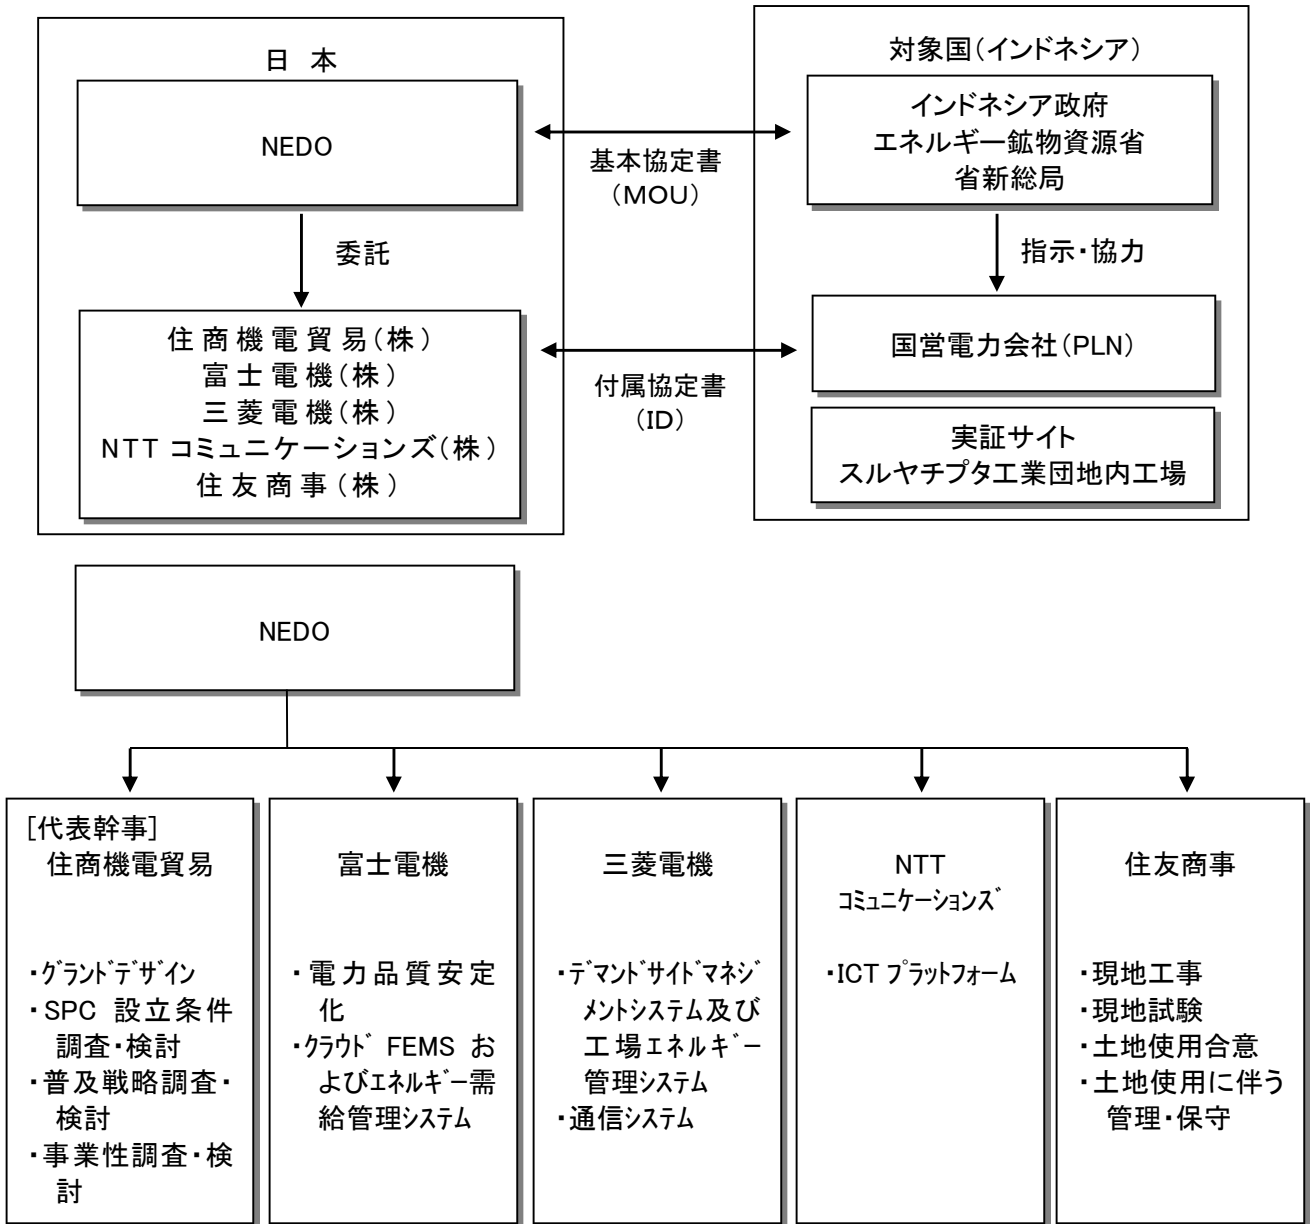 日 本
NEDO
委託
住商機電貿易(株)
富士電機(株)
三菱電機(株)
NTT コミュニケーションズ(株)
住友商事(株)
基本協定書
(MOU)
付属協定書
(ID)
対象国(インドネシア)
インドネシア政府
エネルギー鉱物資源省
省新総局
指示・協力
国営電力会社(PLN)
実証サイト
スルヤチプタ工業団地内工場
NEDO
[代表幹事]
住商機電貿易
・グランドデザイン
・SPC 設立条件
調査・検討
・普及戦略調査・
検討
・事業性調査・検
討
富士電機
・電力品質安定
化
・クラウド FEMS お
よびエネルギー需
給管理システム
三菱電機
・デマンドサイドマネジ
メントシステム及び
工場エネルギー
管理システム
・通信システム
NTT
コミュニケーションズ
・ICT プラットフォーム
住友商事
・現地工事
・現地試験
・土地使用合意
・土地使用に伴う
管理・保守